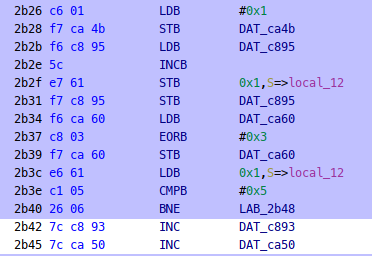 2b26 c6 01 LDB #0x1
2b28 f7 ca 4b STB DAT_ca4b
2b2b f6 c8 95 LDB DAT_c895
2b2e 5c INCB
2b2f e7 61 STB 0x1,S=>local_12
2b31 f7 c8 95 STB DAT_c895
2b34 f6 ca 60 LDB DAT_ca60
2b37 c8 03 EORB #0x3
2b39 f7 ca 60 STB DAT_ca60
2b3c e6 61 LDB 0x1,S=>local_12
2b3e c1 05 CMPB #0x5
2b40 26 06 BNE LAB_2b48
2b42 7c c8 93 INC DAT_c893
2b45 7c ca 50 INC DAT_ca50